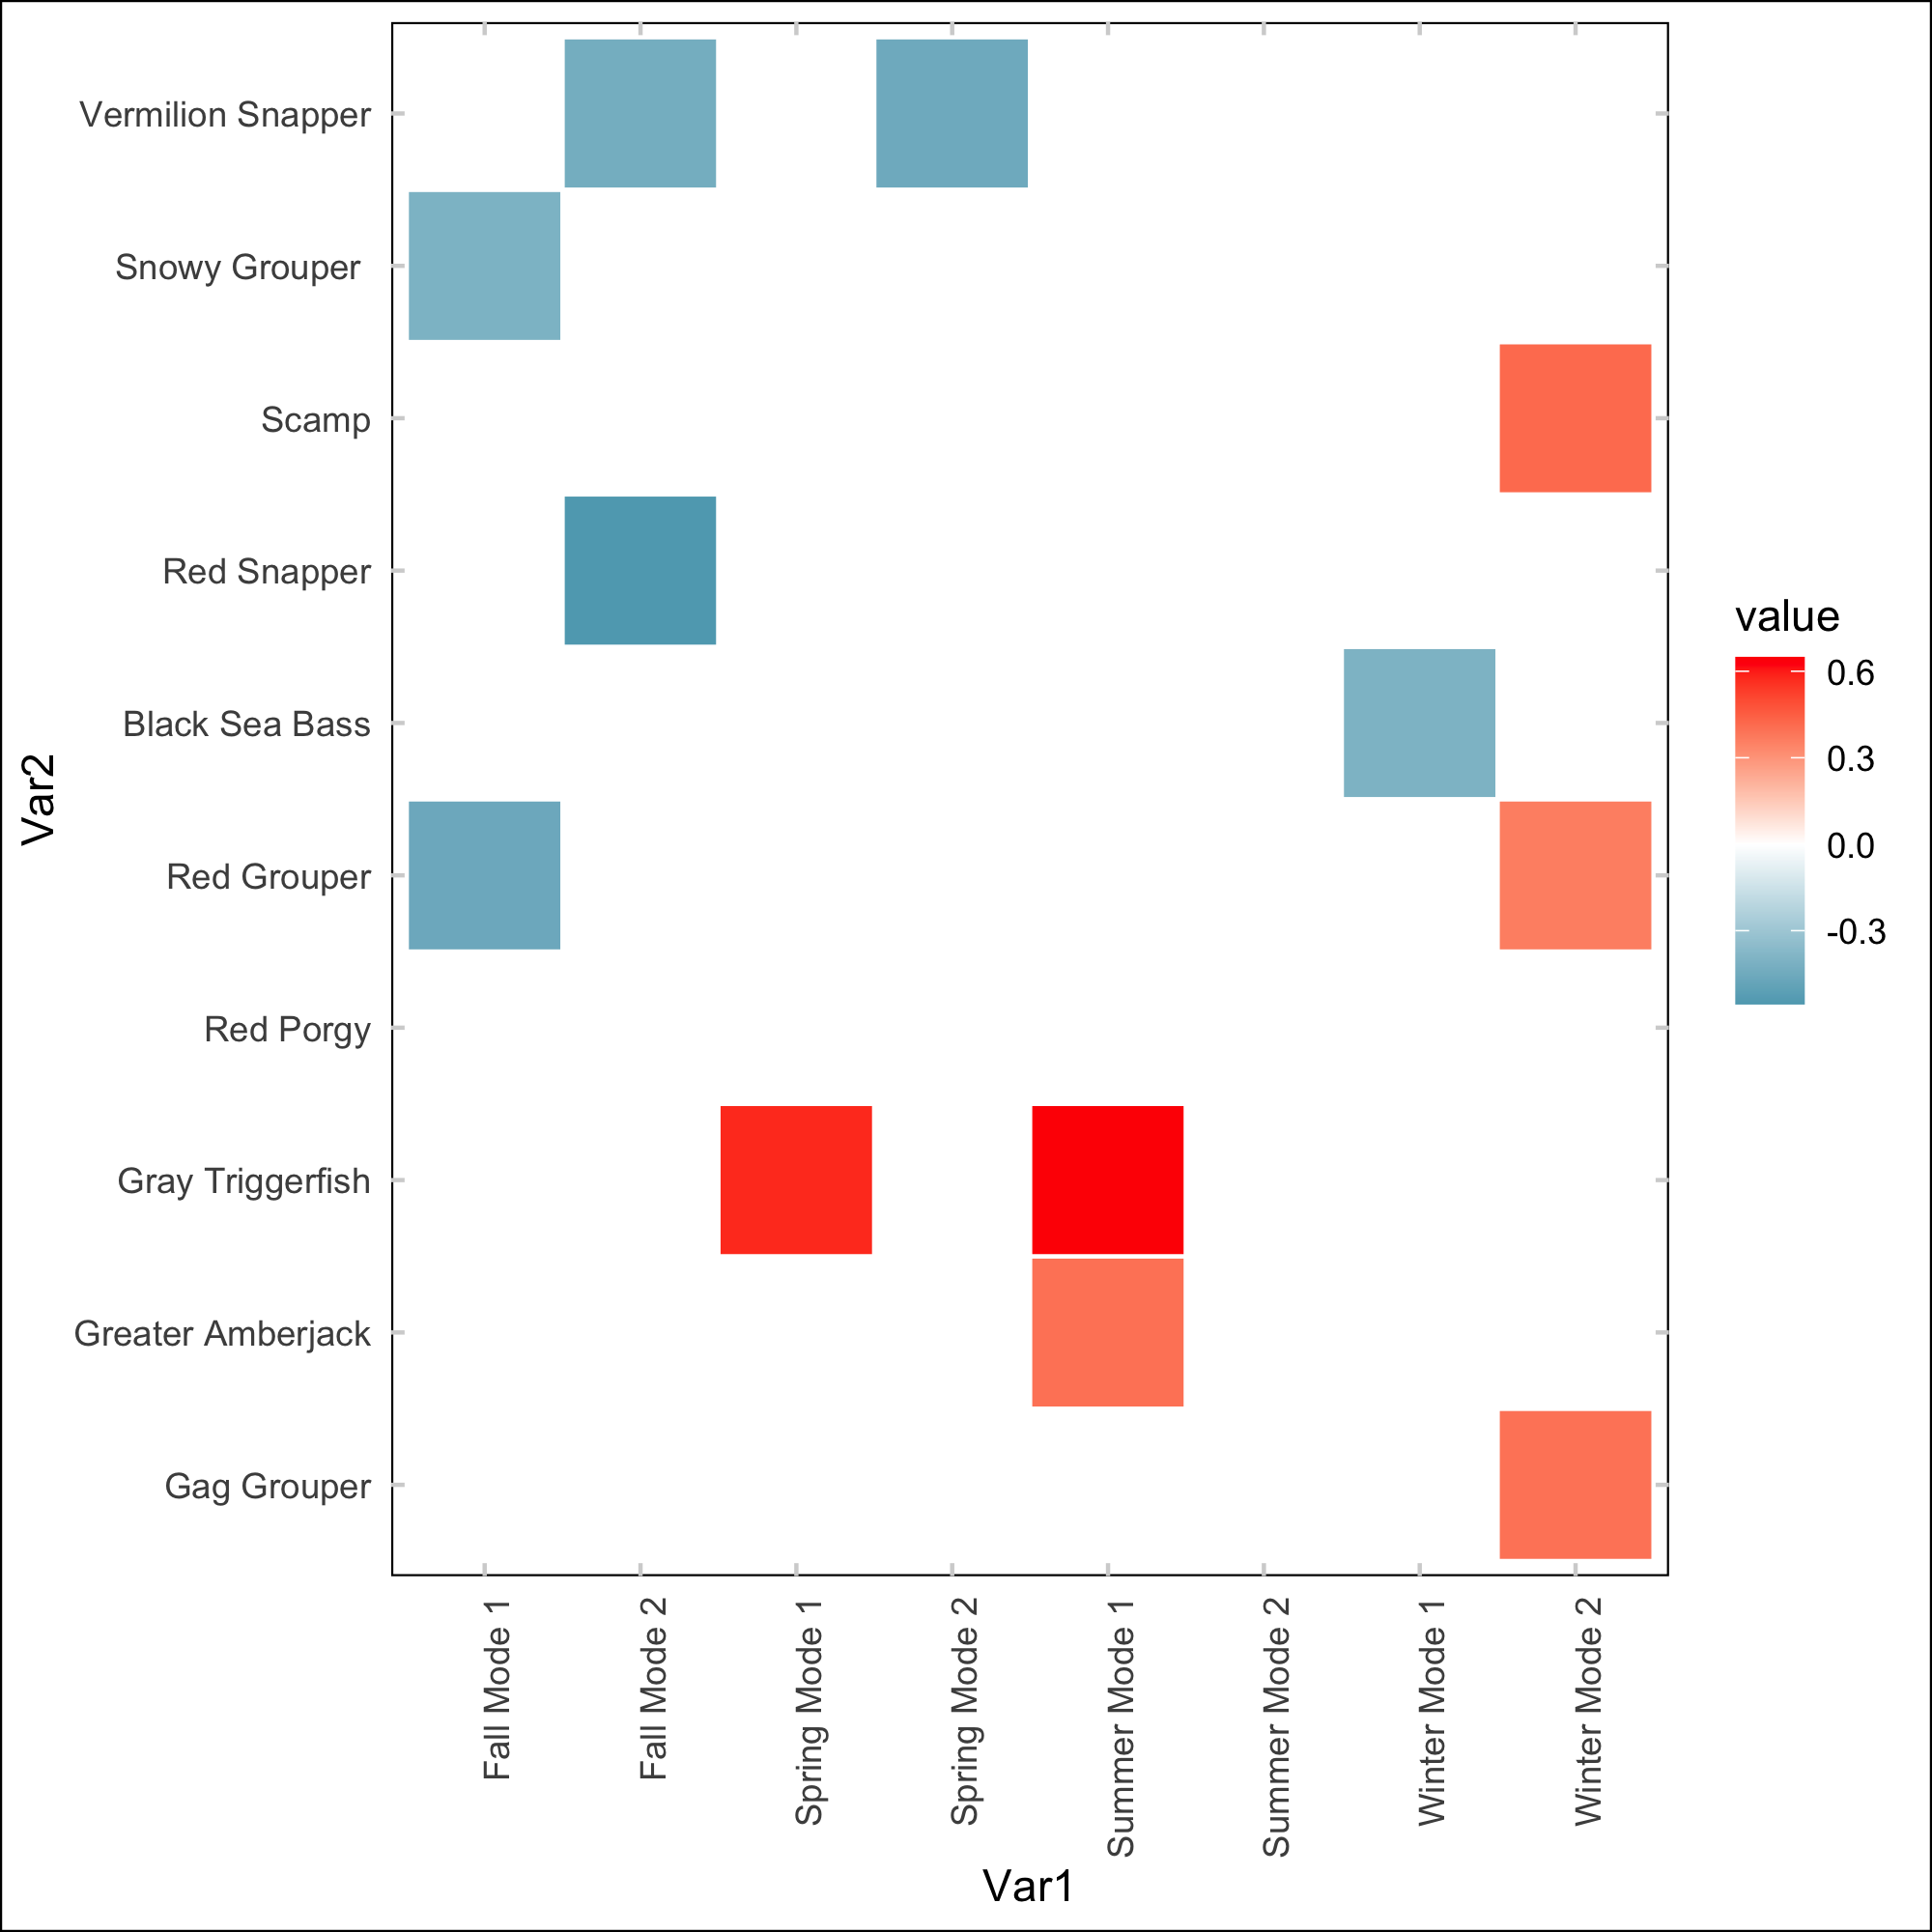 Vermilion Snapper
Snowy Grouper
Scamp
Red Snapper
Black Sea Bass
Red Grouper
Red Porgy
Gray Triggerfish
Greater Amberjack
Gag Grouper
Var2
Fall Mode 1
Fall Mode 2
Spring Mode 1
Spring Mode 2
Summer Mode 1
Summer Mode 2
Winter Mode 1
Winter Mode 2
Var1
value
0.6
0.3
0.0
-0.3